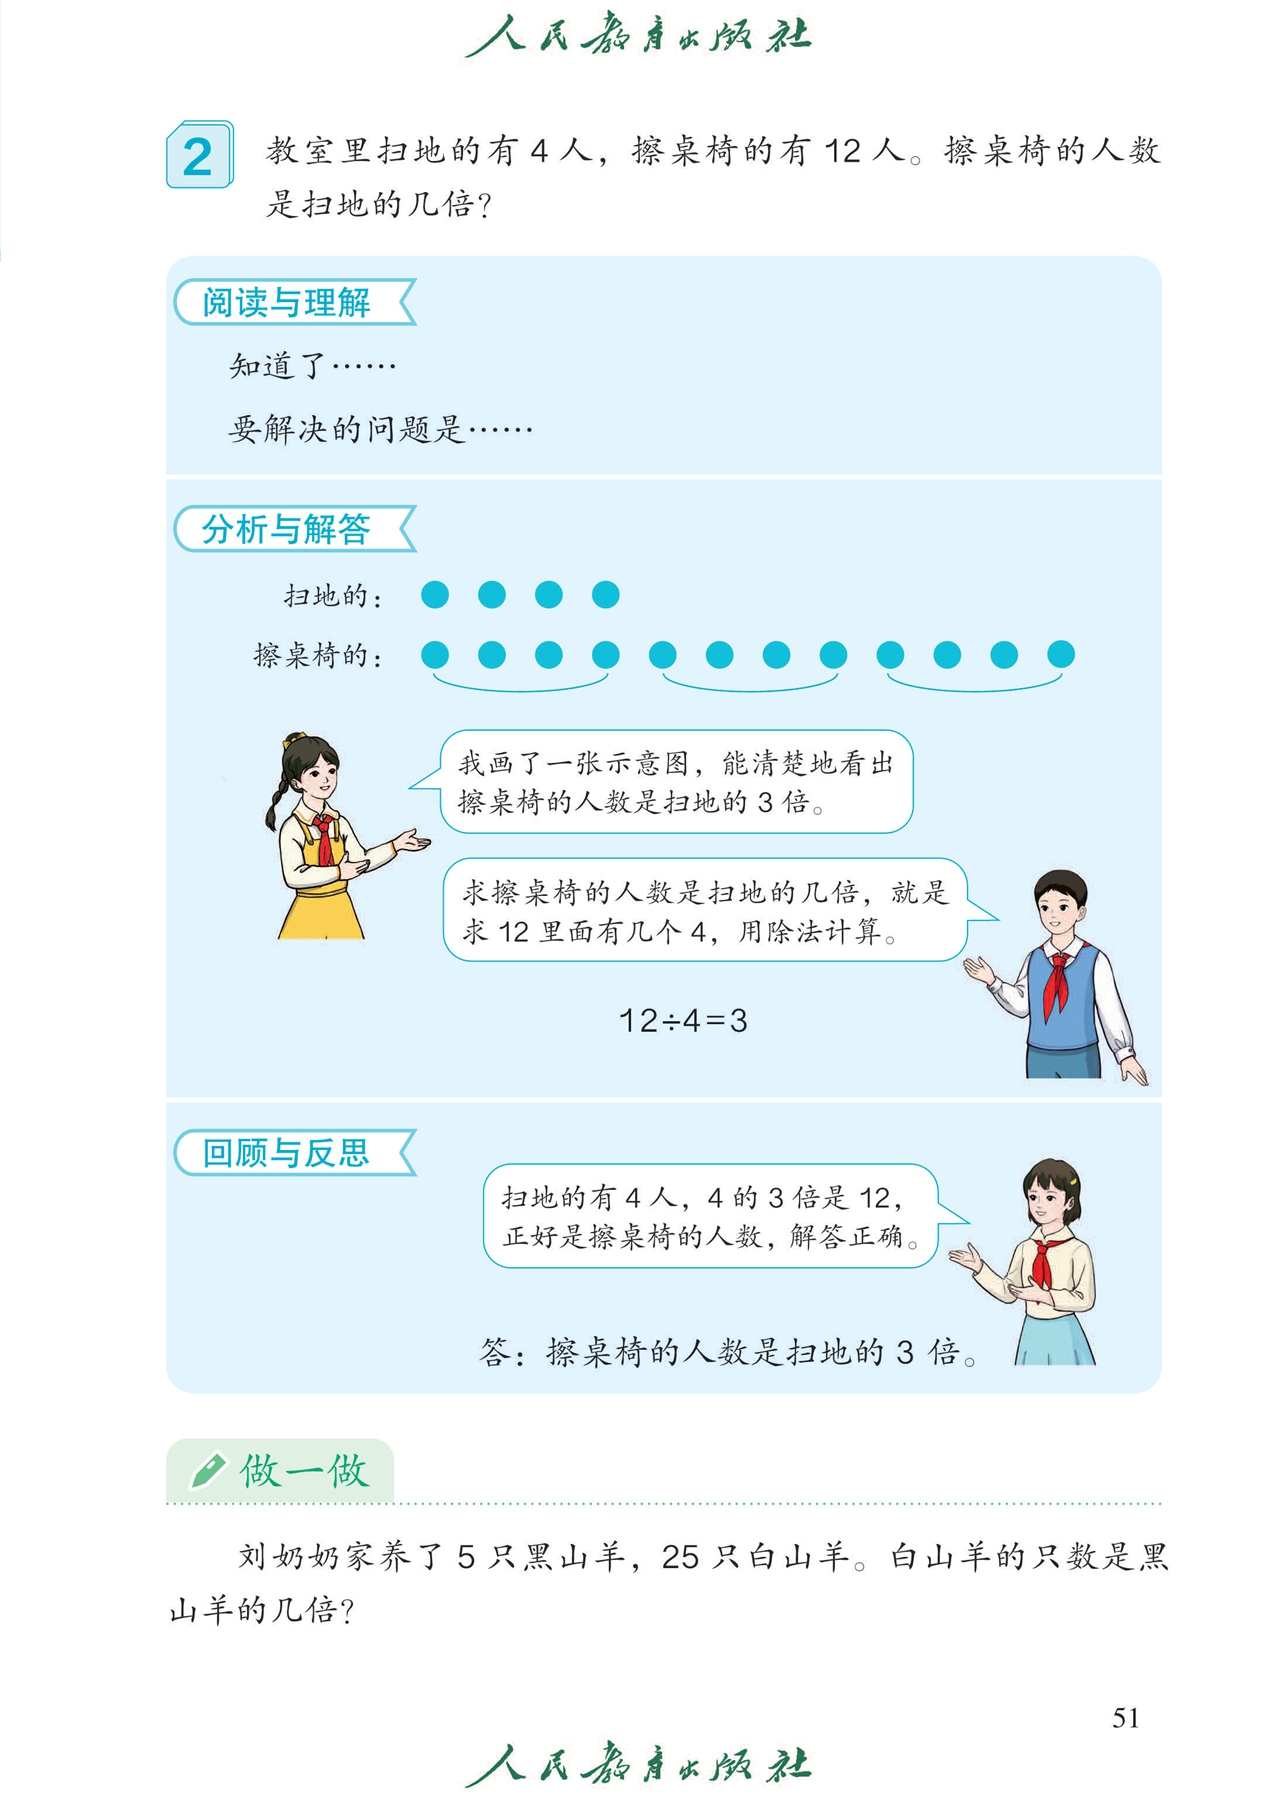 人民教育出版社
2 教室里扫地的有 4 人，擦桌椅的有 12 人。擦桌椅的人数
是扫地的几倍？
阅读与理解
知道了……
要解决的问题是……
分析与解答
扫地的：
擦桌椅的：
我画了一张示意图，能清楚地看出
擦桌椅的人数是扫地的 3 倍。
求擦桌椅的人数是扫地的几倍，就是
求 12 里面有几个 4，用除法计算。
12÷4=3
回顾与反思
扫地的有 4 人，4 的 3 倍是 12，
正好是擦桌椅的人数，解答正确。
答：擦桌椅的人数是扫地的 3 倍。
做一做
刘奶奶家养了 5 只黑山羊，25 只白山羊。白山羊的只数是黑
山羊的几倍？
51
人民教育出版社